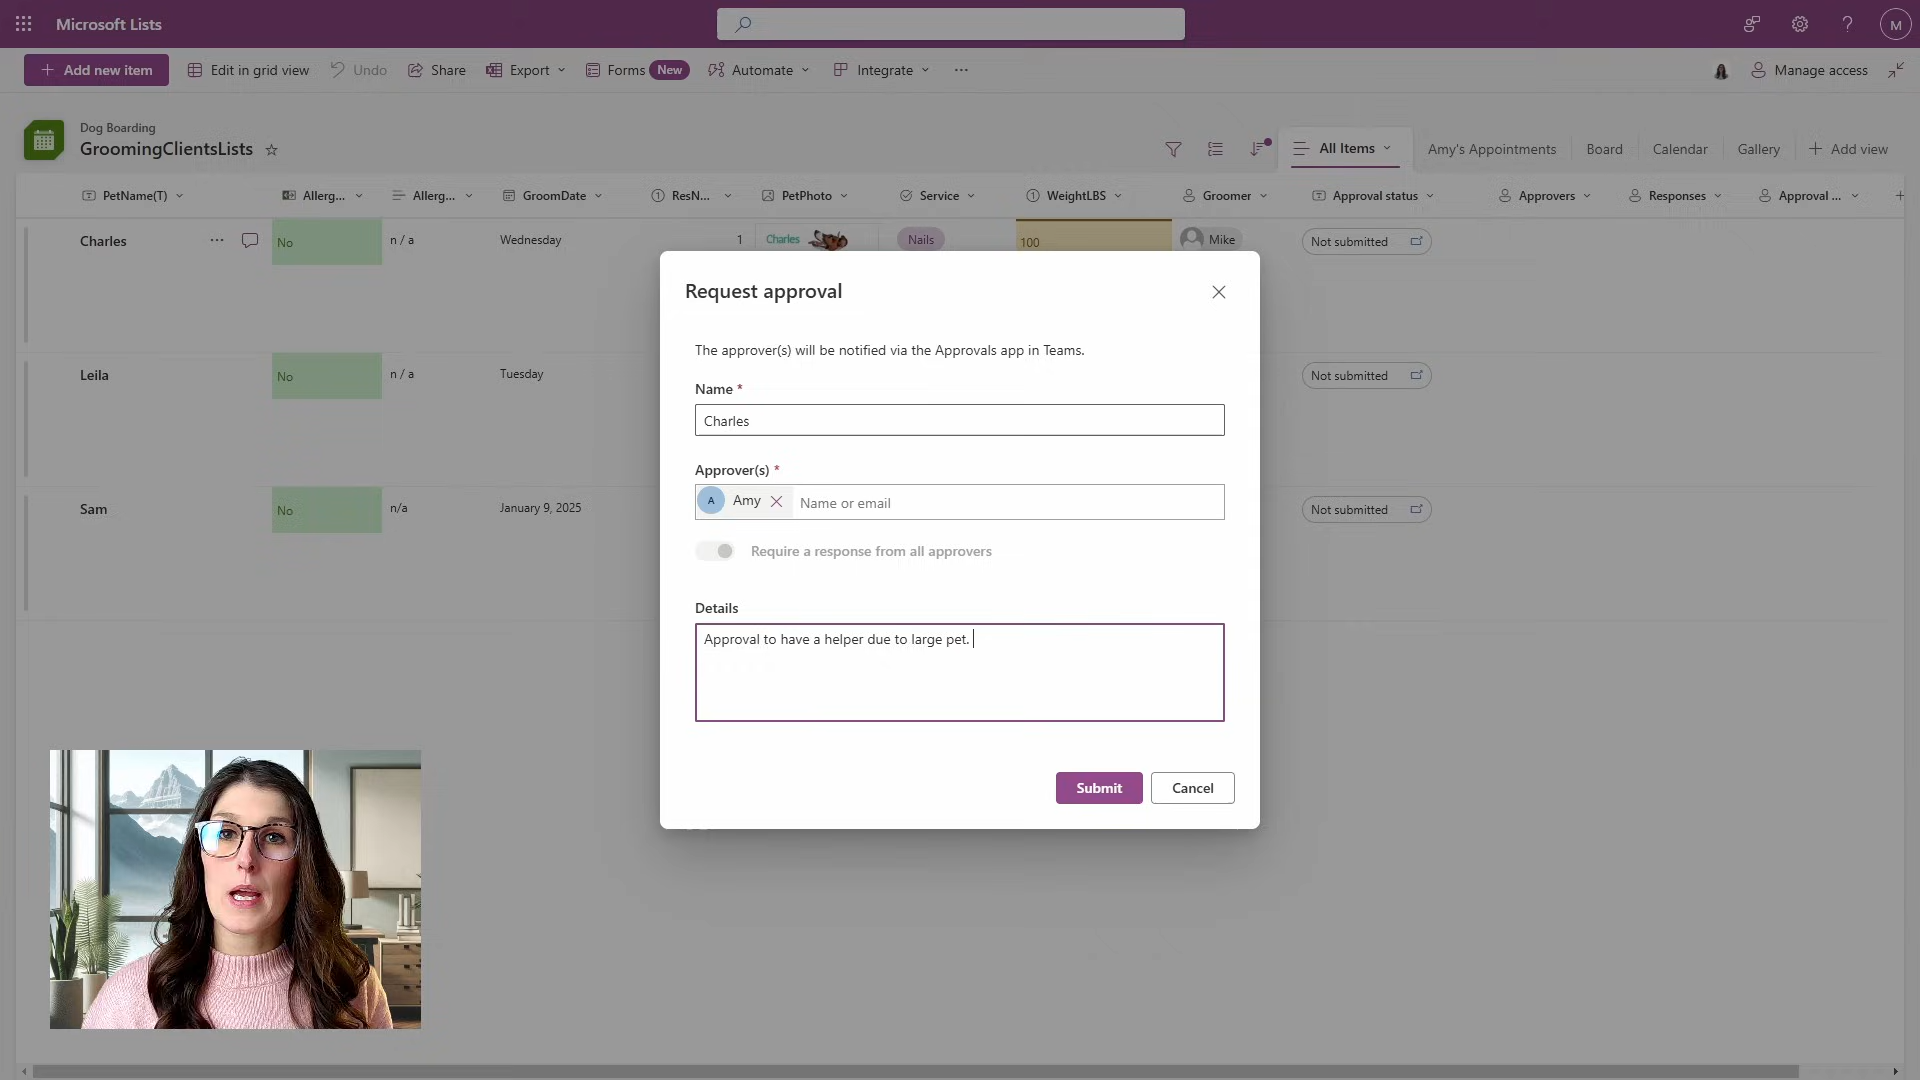 Microsoft Lists
M
Add new item
Edit in grid view
Undo
Share
Export
Forms New
Automate
Integrate
...
Manage access
Dog Boarding
GroomingClientsLists
All Items
Amy's Appointments
Board
Calendar
Gallery
Add view
PetName(T)
Allerg...
Allerg...
GroomDate
ResN...
PetPhoto
Service
WeightLBS
Groomer
Approval status
Approvers
Responses
Approval ...
Charles
No
n / a
Wednesday
1
Charles
Nails
100
Mike
Not submitted
Leila
No
n / a
Tuesday
Not submitted
Sam
No
n/a
January 9, 2025
Not submitted
Request approval
The approver(s) will be notified via the Approvals app in Teams.
Name *
Charles
Approver(s) *
A Amy Name or email
Require a response from all approvers
Details
Approval to have a helper due to large pet.
Submit
Cancel